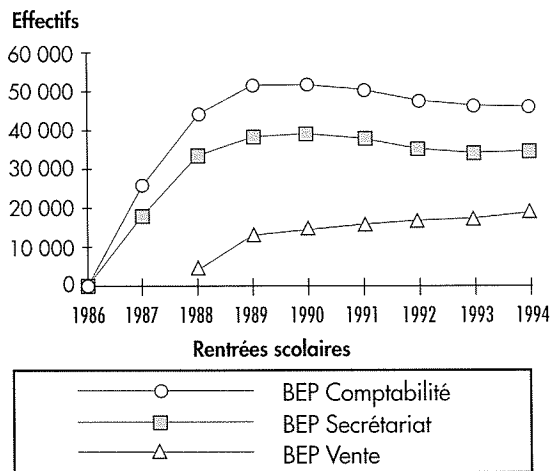 Effectifs
60 000
50 000
40 000
30 000
20 000
10 000
0
1986 1987 1988 1989 1990 1991 1992 1993 1994
Rentrées scolaires
BEP Comptabilité
BEP Secrétariat
BEP Vente